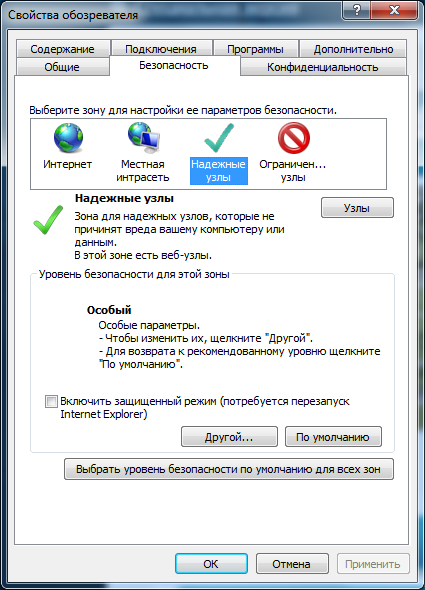 Свойства обозревателя
Содержание Подключения Программы Дополнительно
Общие Безопасность Конфиденциальность
Выберите зону для настройки ее параметров безопасности.
Интернет Местная интрасеть Надежные узлы Ограничен... узлы
Надежные узлы
Узлы
Зона для надежных узлов, которые не
причинят вреда вашему компьютеру или
данным.
В этой зоне есть веб-узлы.
Уровень безопасности для этой зоны
Особый
Особые параметры.
- Чтобы изменить их, щелкните "Другой".
- Для возврата к рекомендованному уровню щелкните
"По умолчанию".
Включить защищенный режим (потребуется перезапуск
Internet Explorer)
Другой... По умолчанию
Выбрать уровень безопасности по умолчанию для всех зон
ОК Отмена Применить